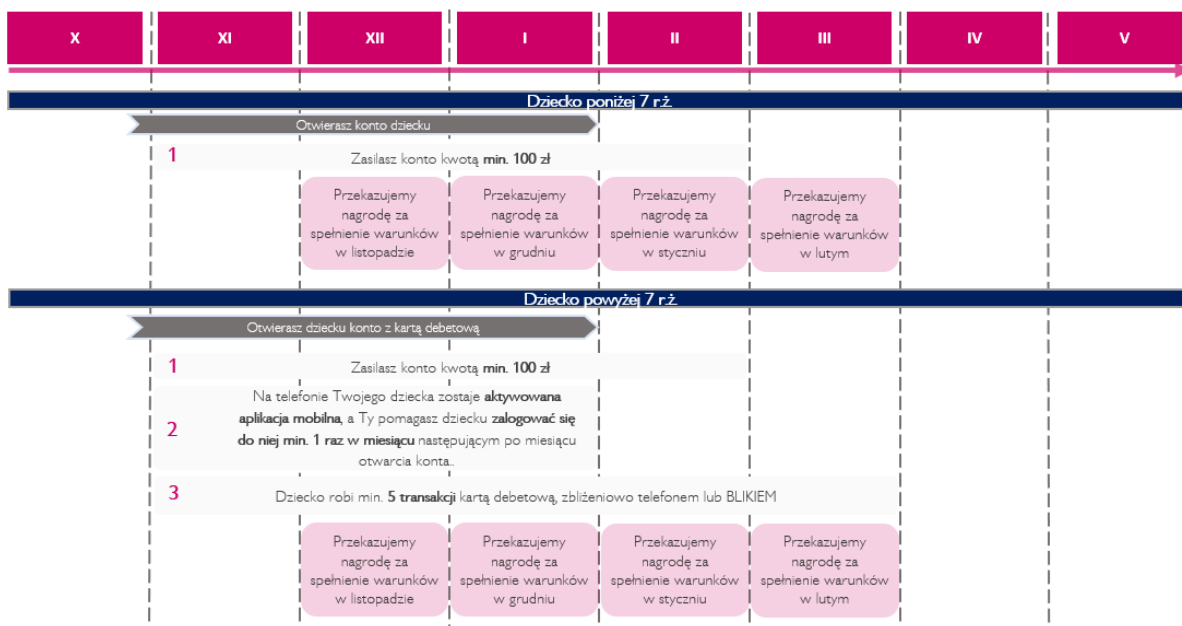 X XI XII I II III IV V
Dziecko poniżej 7 r.ż.
Otwierasz konto dziecku
1 Zasilasz konto kwotą min. 100 zł
Przekazujemy Przekazujemy Przekazujemy Przekazujemy
nagrodę za nagrodę za nagrodę za nagrodę za
spełnienie warunków spełnienie warunków spełnienie warunków spełnienie warunków
w listopadzie w grudniu w styczniu w lutym
Dziecko powyżej 7 r.ż.
Otwierasz dziecku konto z kartą debetową
1 Zasilasz konto kwotą min. 100 zł
Na telefonie Twojego dziecka zostaje aktywowana
2 aplikacja mobilna, a Ty pomagasz dziecku zalogować się
do niej min. 1 raz w miesiącu następującym po miesiącu
otwarcia konta..
3 Dziecko robi min. 5 transakcji kartą debetową, zbliżeniowo telefonem lub BLIKIEM
Przekazujemy Przekazujemy Przekazujemy Przekazujemy
nagrodę za nagrodę za nagrodę za nagrodę za
spełnienie warunków spełnienie warunków spełnienie warunków spełnienie warunków
w listopadzie w grudniu w styczniu w lutym